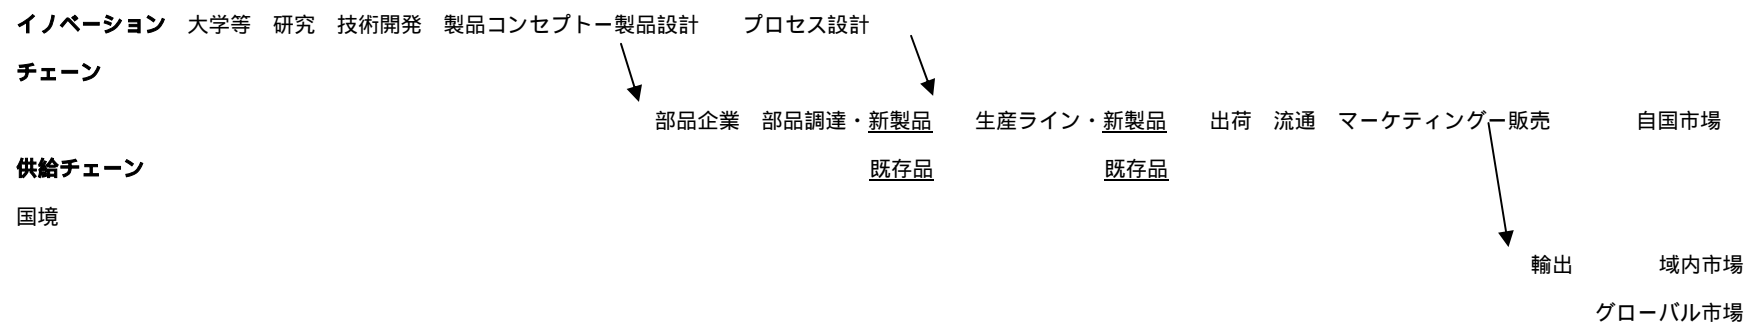 イノベーション　大学等　研究　技術開発　製品コンセプトー製品設計　　プロセス設計
チェーン
部品企業　部品調達・新製品　　生産ライン・新製品　　出荷　流通　マーケティングー販売　　　　自国市場
供給チェーン　　既存品　　既存品
国境
輸出　　　　域内市場
グローバル市場